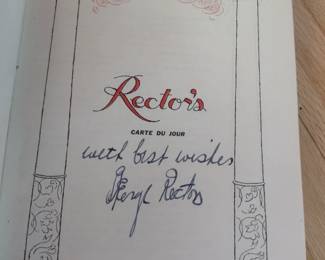 Rector's
CARTE DU JOUR
with best wishes
George Rector